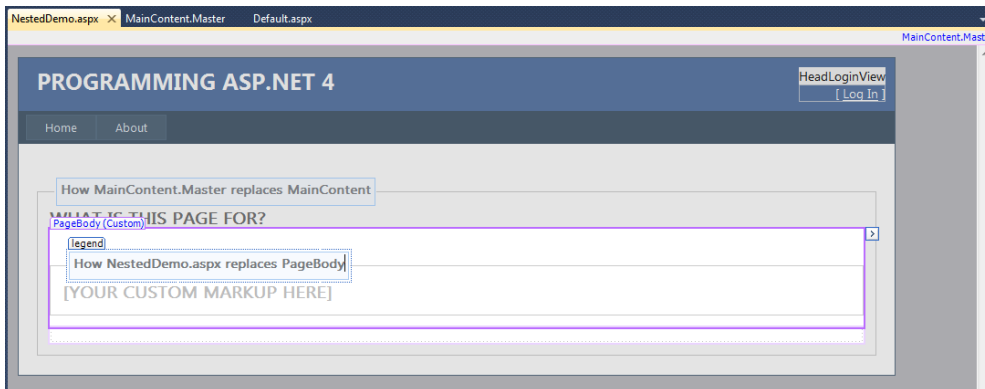 NestedDemo.aspx X MainContent.Master Default.aspx
MainContent.Mast
PROGRAMMING ASP.NET 4
HeadLoginView
[ Log In ]
Home About
How MainContent.Master replaces MainContent
WHAT IS THIS PAGE FOR?
PageBody (Custom)
legend
How NestedDemo.aspx replaces PageBody
[YOUR CUSTOM MARKUP HERE]